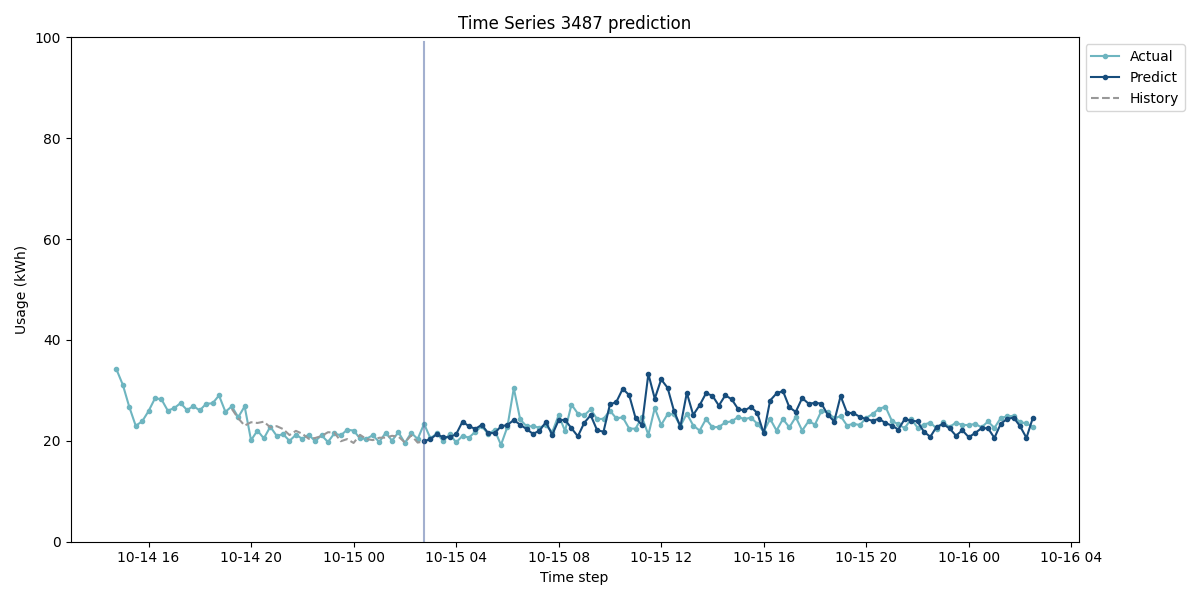 Time Series 3487 prediction
100
80
60
40
20
0
Usage (kWh)
10-14 16
10-14 20
10-15 00
10-15 04
10-15 08
10-15 12
10-15 16
10-15 20
10-16 00
10-16 04
Time step
Actual
Predict
History